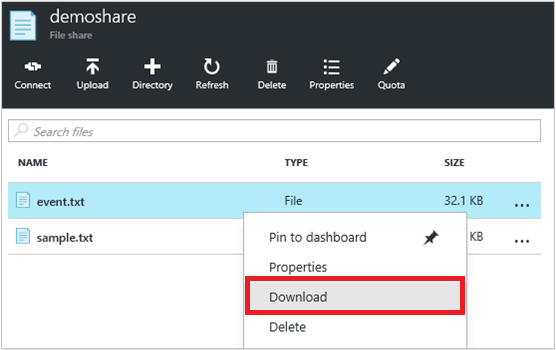 demoshare
File share
Connect Upload Directory Refresh Delete Properties Quota
Search files
NAME TYPE SIZE
event.txt File 32.1 KB ...
sample.txt KB ...
Pin to dashboard
Properties
Download
Delete